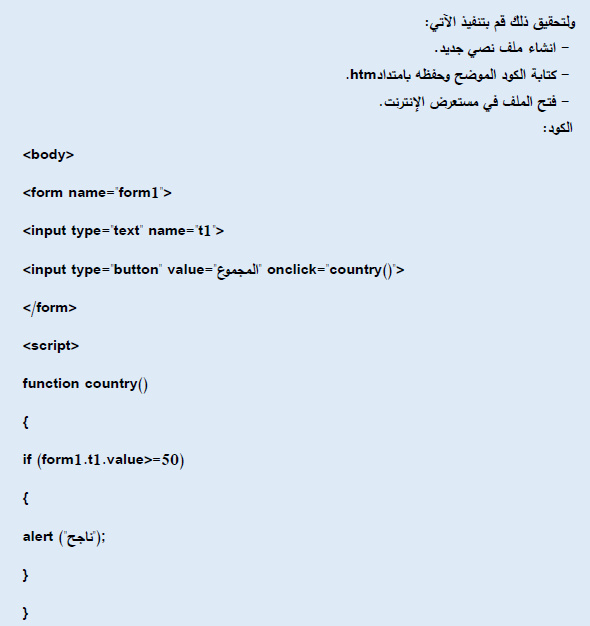 ولتحقيق ذلك قم بتنفيذ الآتي:
- انشاء ملف نصي جديد.
- كتابة الكود الموضح وحفظه بامتدادhtm.
- فتح الملف في مستعرض الإنترنت.
الكود:
<body>
<form name="form1">
<input type="text" name="t1">
<input type="button" value="المجموع" onclick="country()">
</form>
<script>
function country()
{
if (form1.t1.value>=50)
{
alert ("ناجح");
}
}